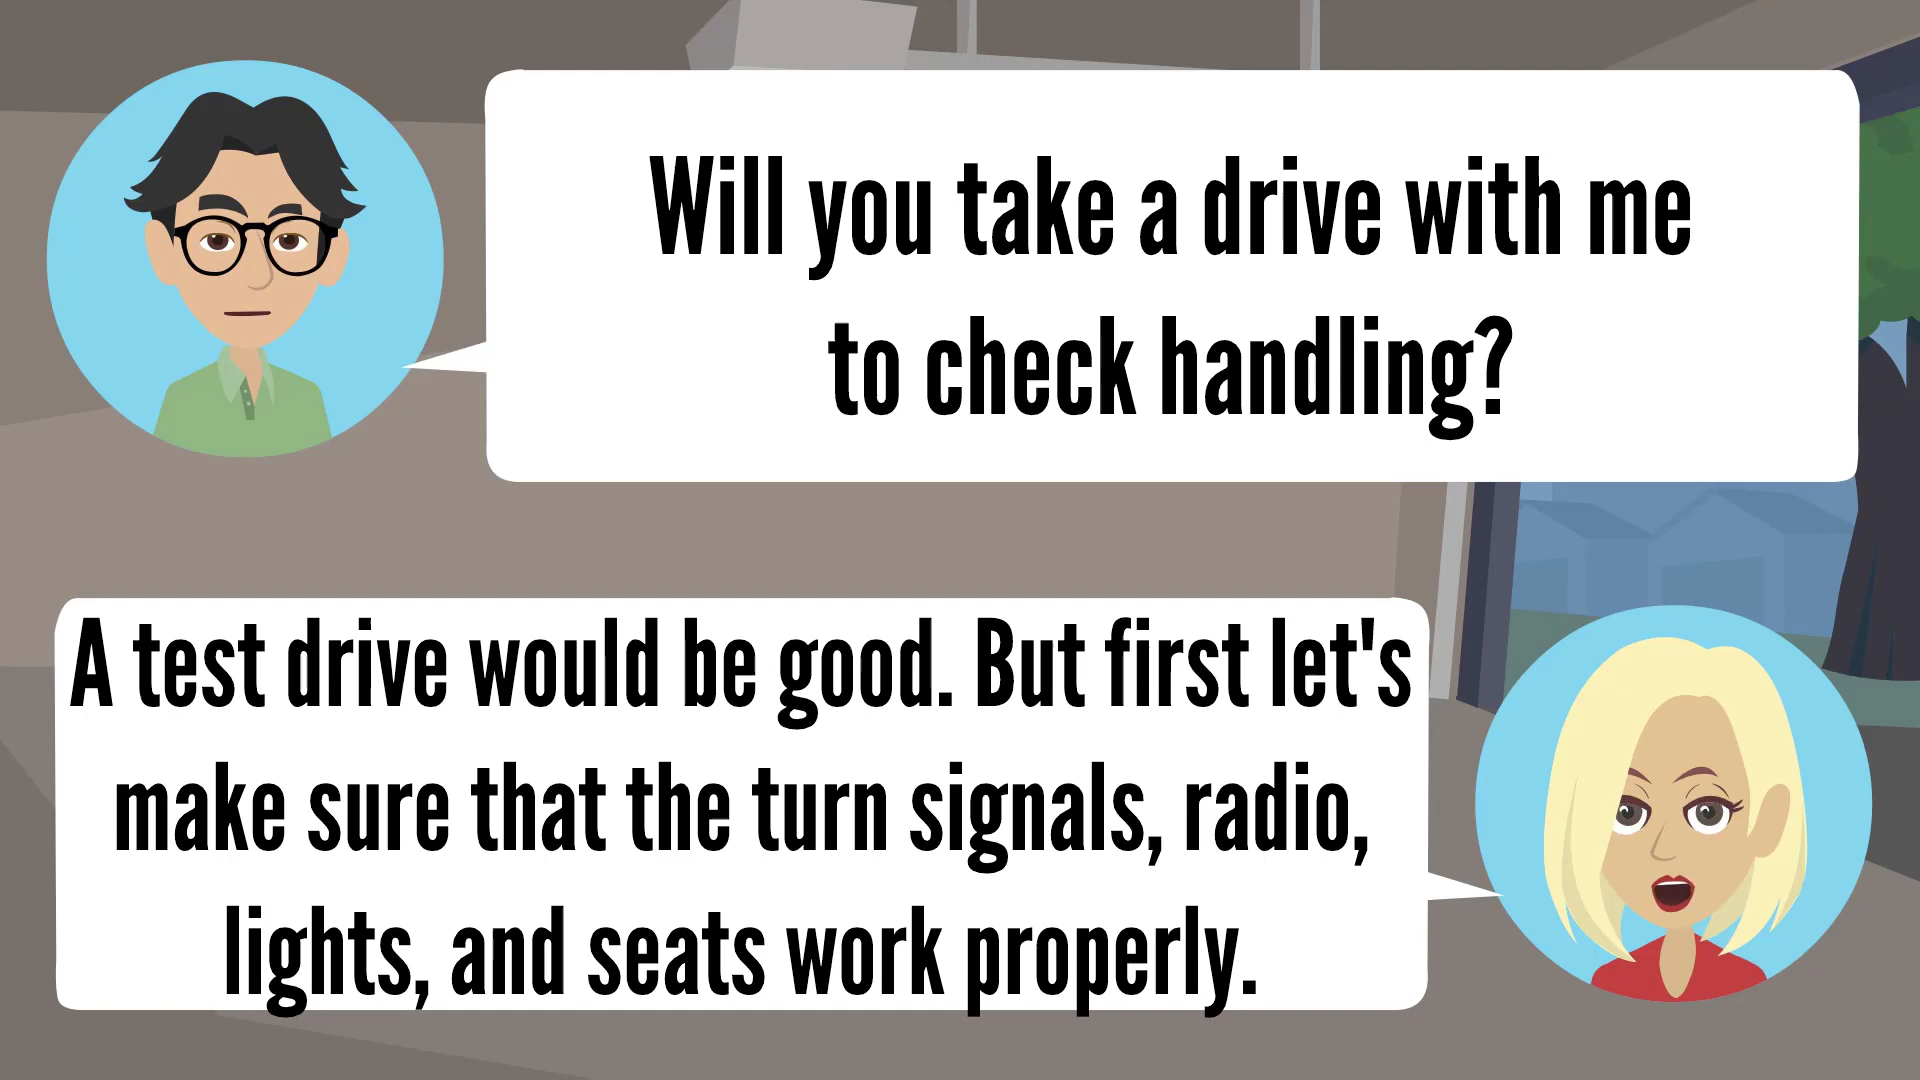 Will you take a drive with me
to check handling?
A test drive would be good. But first let's
make sure that the turn signals, radio,
lights, and seats work properly.